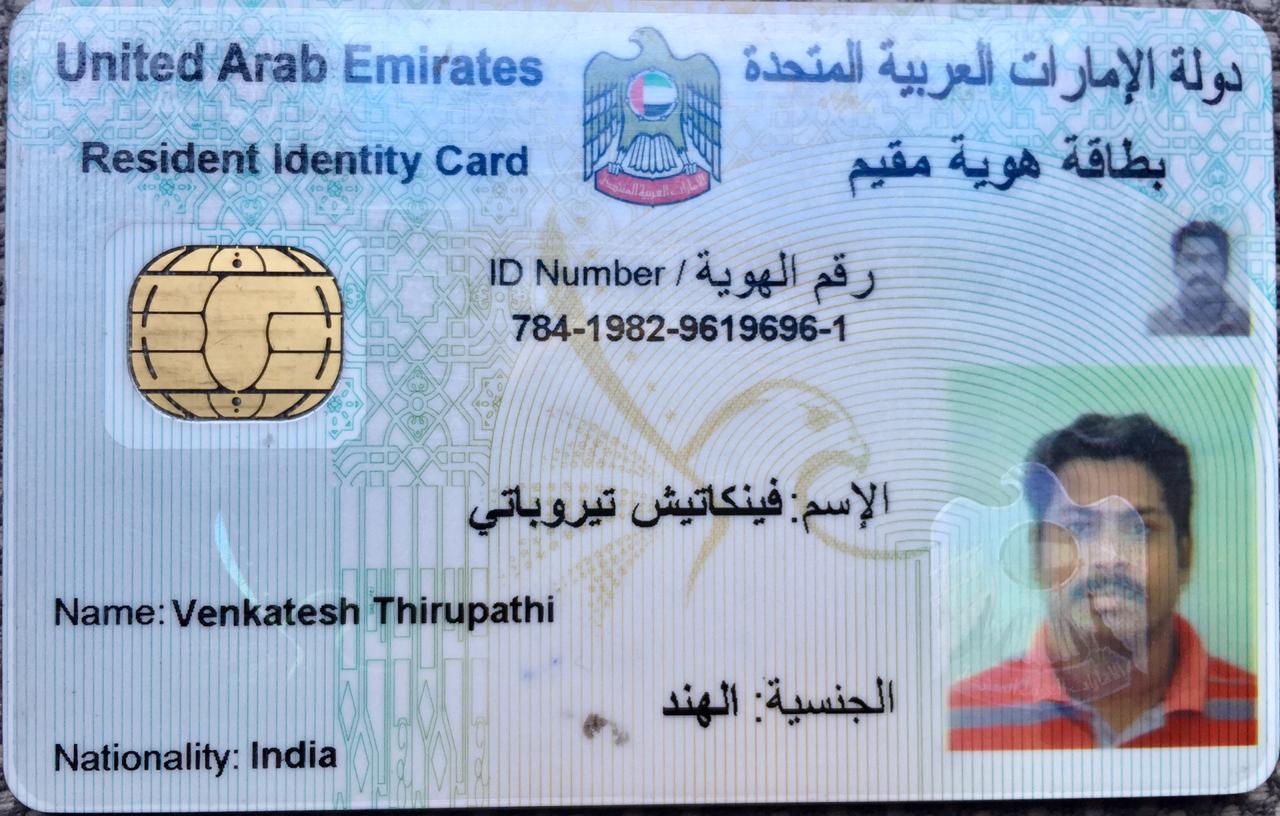 United Arab Emirates
دولة الإمارات العربية المتحدة
Resident Identity Card
بطاقة هوية مقيم
ID Number / رقم الهوية
784-1982-9619696-1
الإسم: فينكاتيش تيروباتي
Name: Venkatesh Thirupathi
الجنسية: الهند
Nationality: India